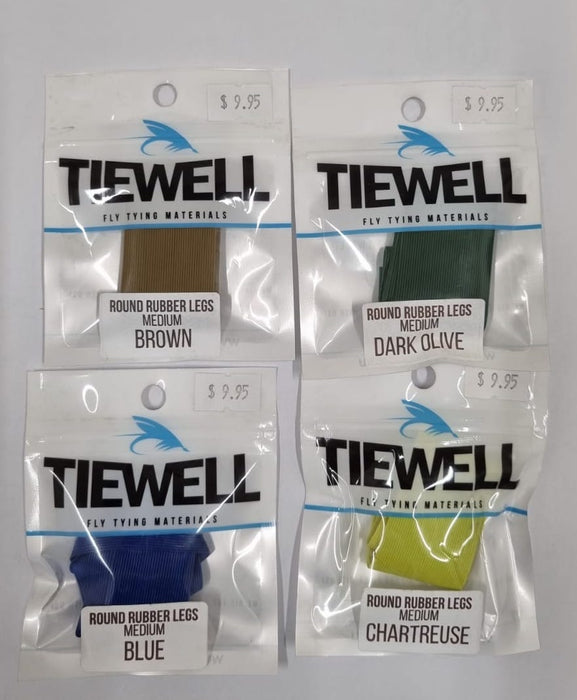 $ 9.95
TIEWELL
FLY TYING MATERIALS
ROUND RUBBER LEGS
MEDIUM
BROWN
$ 9.95
TIEWELL
FLY TYING MATERIALS
ROUND RUBBER LEGS
MEDIUM
DARK OLIVE
$ 9.95
TIEWELL
FLY TYING MATERIALS
ROUND RUBBER LEGS
MEDIUM
BLUE
$ 9.95
TIEWELL
FLY TYING MATERIALS
ROUND RUBBER LEGS
MEDIUM
CHARTREUSE